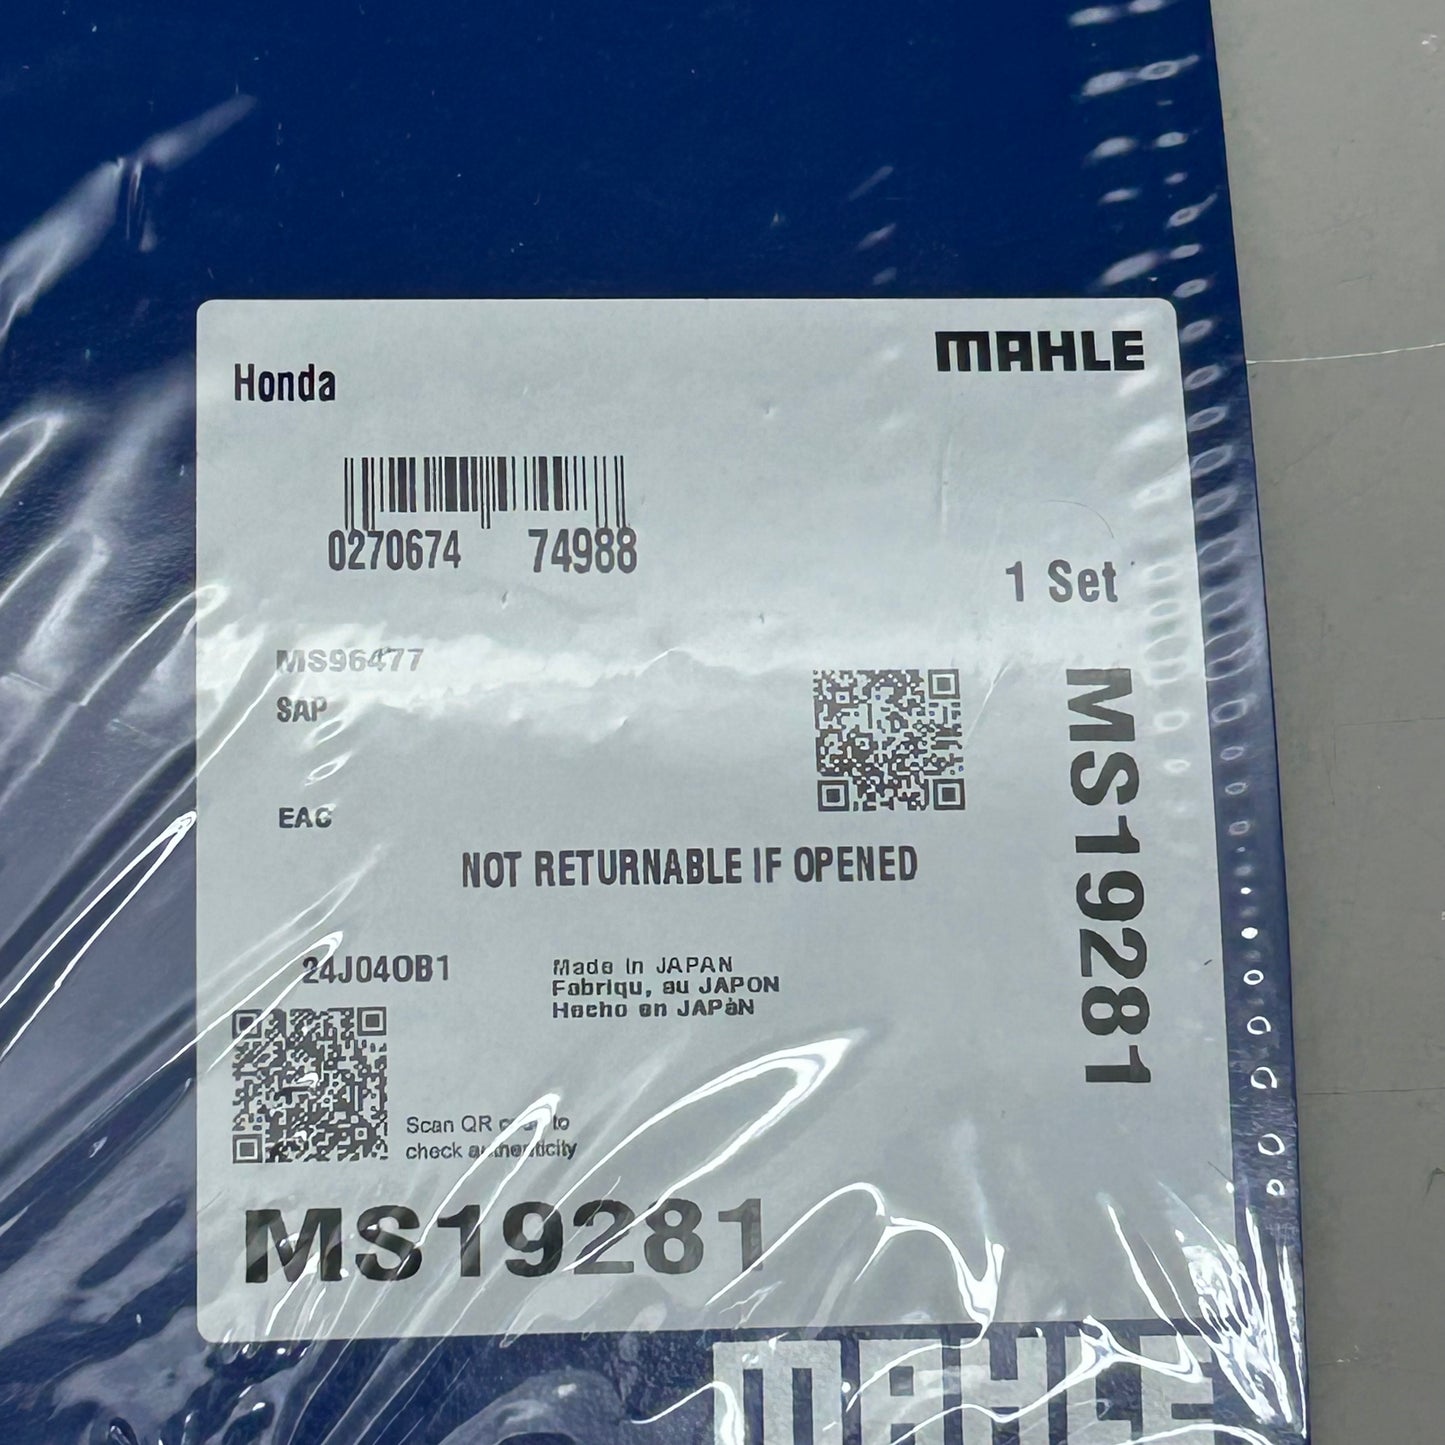 MAHLE
Honda
0270674 74988
1 Set
MS96477
SAP
EAC
NOT RETURNABLE IF OPENED
24J04OB1
Made in JAPAN
Fabriqu, au JAPON
Hecho en JAPàN
Scan QR code to
check authenticity
MS19281
MS19281
MAHLE